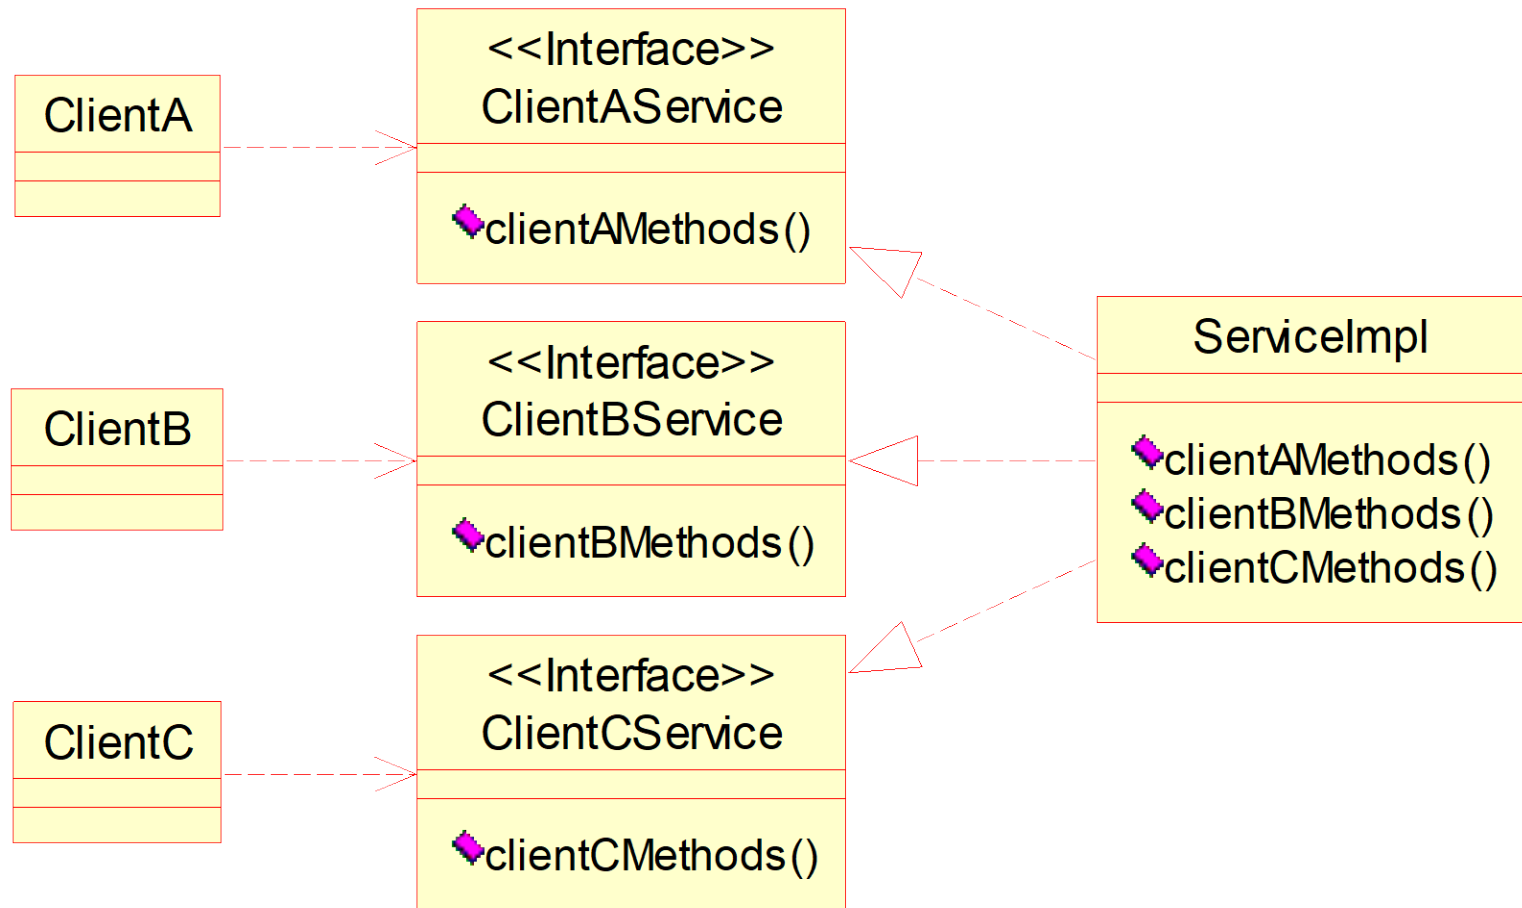 ClientA
<<Interface>>
ClientAService
clientAMethods()
ClientB
<<Interface>>
ClientBService
clientBMethods()
ClientC
<<Interface>>
ClientCService
clientCMethods()
ServiceImpl
clientAMethods()
clientBMethods()
clientCMethods()